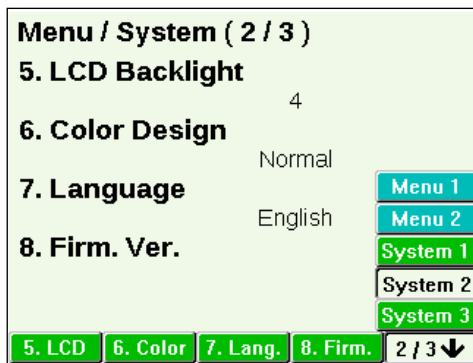 Menu / System ( 2 / 3 )
5. LCD Backlight
4
6. Color Design
Normal
7. Language
English
8. Firm. Ver.
Menu 1
Menu 2
System 1
System 2
System 3
5. LCD
6. Color
7. Lang.
8. Firm.
2 / 3